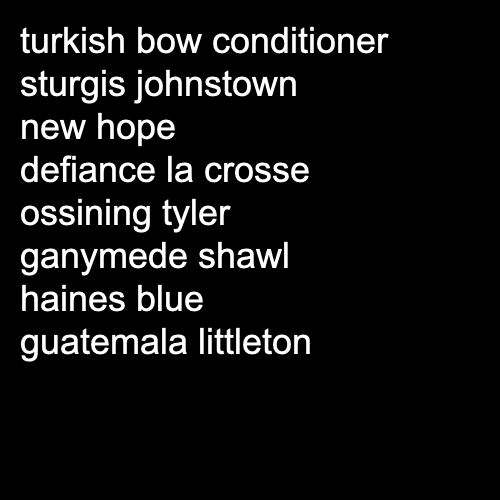 turkish bow conditioner
sturgis johnstown
new hope
defiance la crosse
ossining tyler
ganymede shawl
haines blue
guatemala littleton